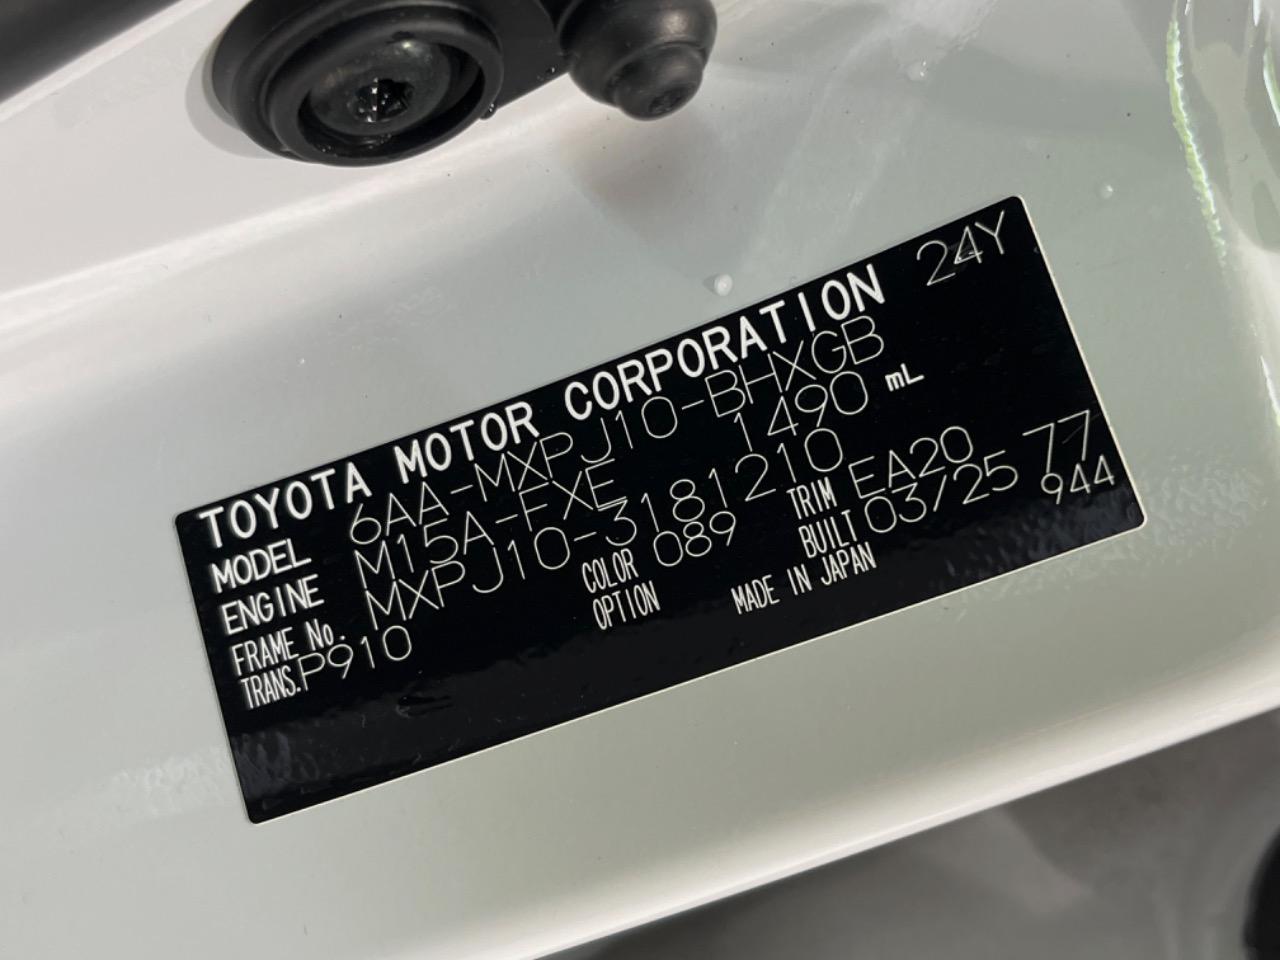 TOYOTA MOTOR CORPORATION 24Y
MODEL 6AA-MXPJ10-BHXGB
ENGINE M15A-FXE 1490 mL
FRAME No. MXPJ10-3181210
TRANS. P910 COLOR 089 TRIM EA20 77
OPTION BUILT 03/25 944
MADE IN JAPAN